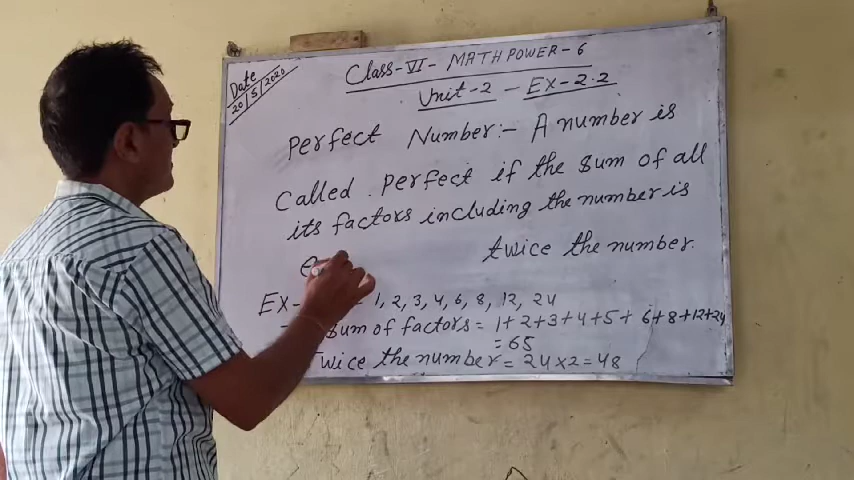 Date
20/5/2020
Class-VI- MATH POWER-6
Unit-2 - EX-2.2
Perfect Number:- A number is
Called perfect if the sum of all
its factors including the number is
e twice the number.
EX- 1, 2, 3, 4, 6, 8, 12, 24
Sum of factors = 1+2+3+4+5+ 6+8+12+24
= 65
Twice the number = 24×2=48